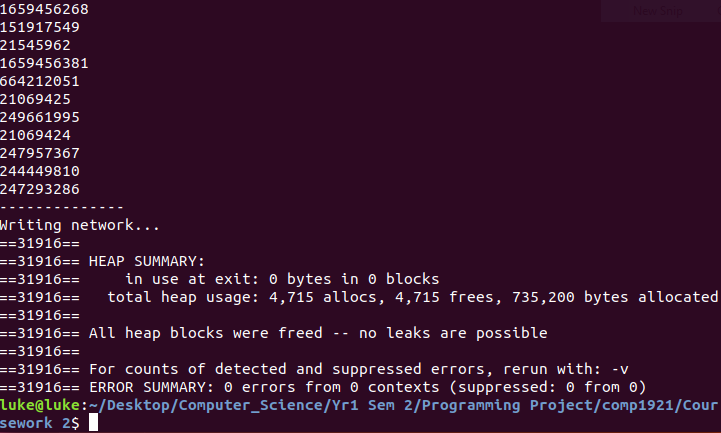 New Smp
1659456268
151917549
21545962
1659456381
664212051
21069425
249661995
21069424
247957367
244449810
247293286
--------------
Writing network...
==31916==
==31916== HEAP SUMMARY:
==31916==     in use at exit: 0 bytes in 0 blocks
==31916==   total heap usage: 4,715 allocs, 4,715 frees, 735,200 bytes allocated
==31916==
==31916== All heap blocks were freed -- no leaks are possible
==31916==
==31916== For counts of detected and suppressed errors, rerun with: -v
==31916== ERROR SUMMARY: 0 errors from 0 contexts (suppressed: 0 from 0)
luke@luke:~/Desktop/Computer_Science/Yr1 Sem 2/Programming Project/comp1921/Cour
sework 2$